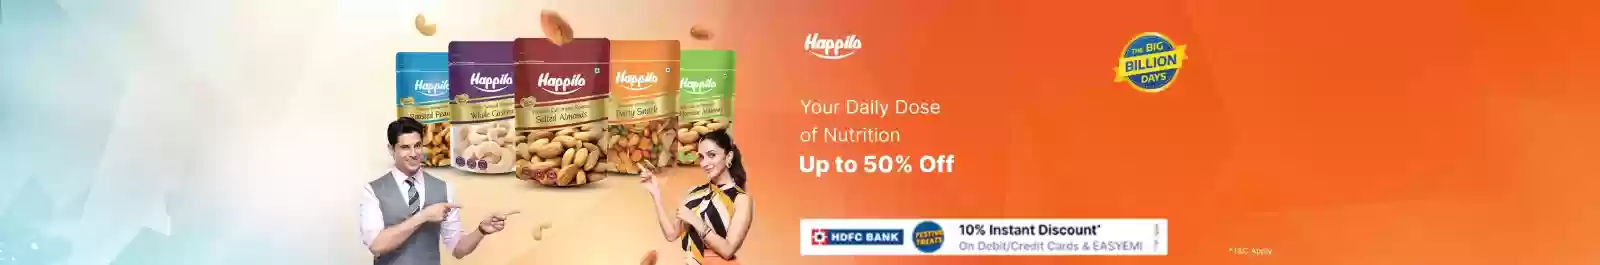 Happilo
Happilo
Happilo
Happilo
Happilo
Happilo
Whole Cashews
Salted Almonds
Party Snack
THE BIG
BILLION
DAYS
Your Daily Dose
of Nutrition
Up to 50% Off
HDFC BANK
FESTIVE
TREATS
10% Instant Discount*
On Debit/Credit Cards & EASYEMI
*T&C Apply